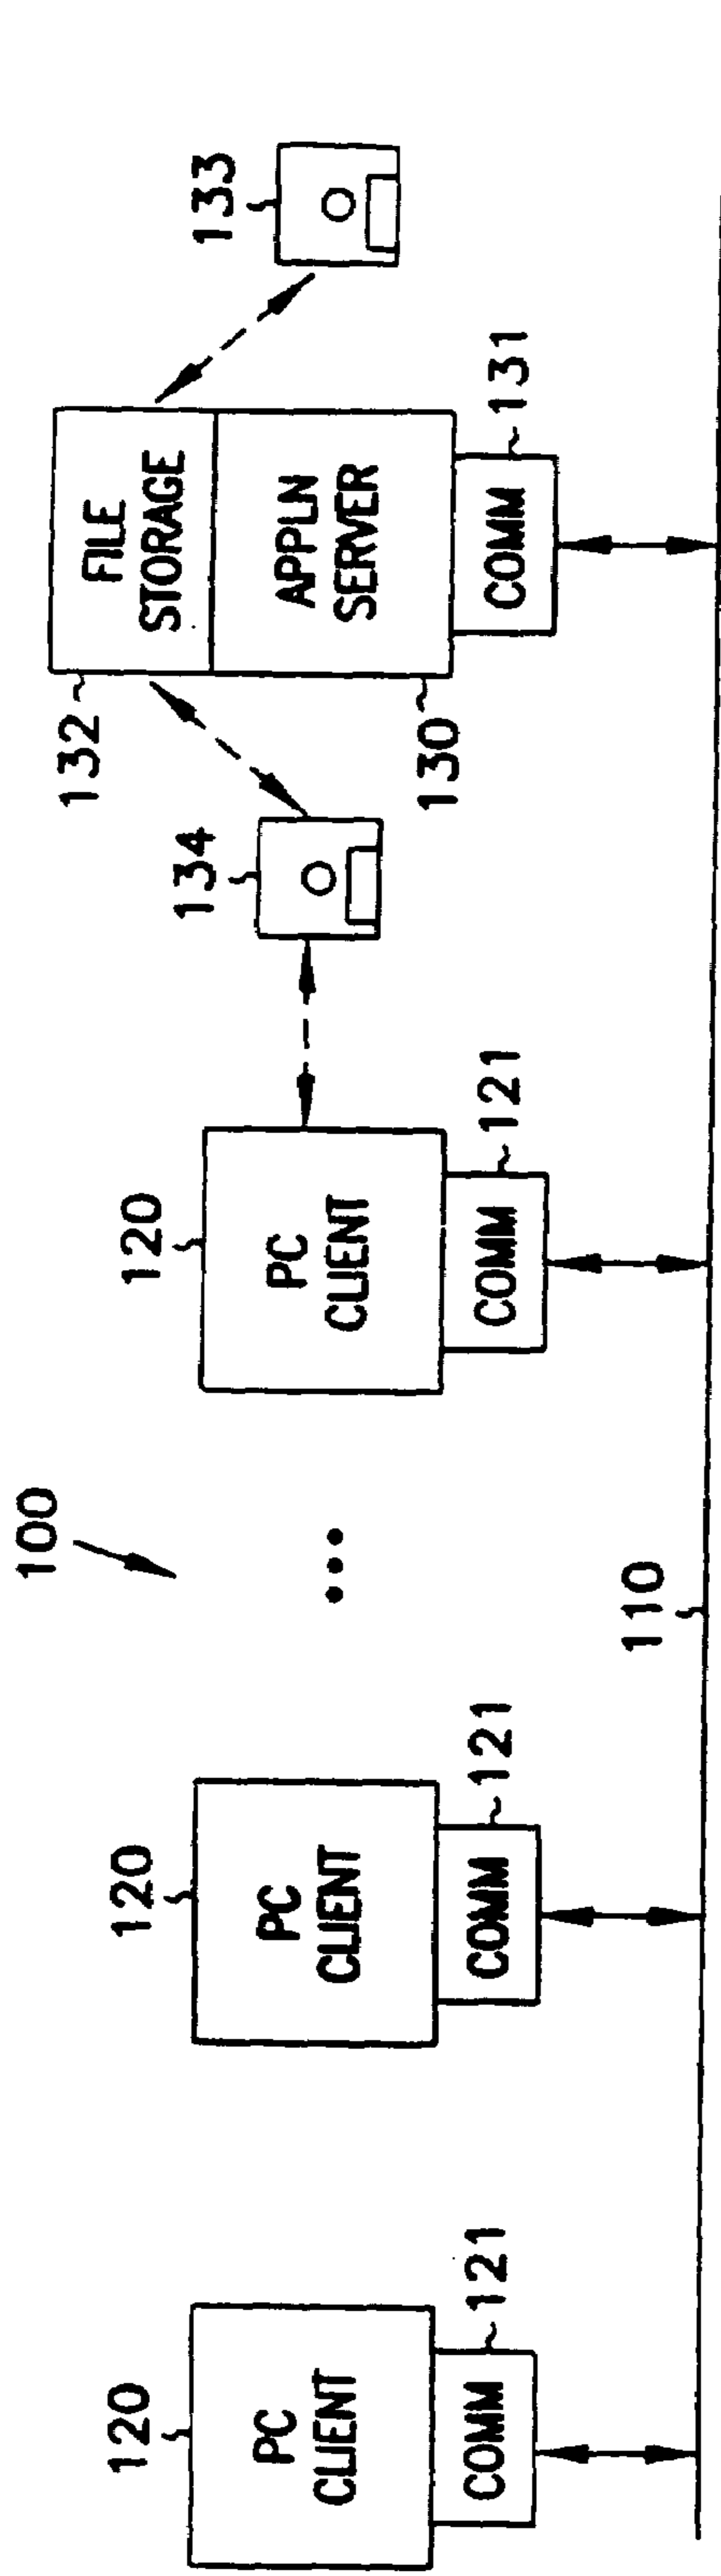 100
120
PC
CLIENT
COMM
121
120
PC
CLIENT
COMM
121
110
120
PC
CLIENT
COMM
121
134
132
FILE
STORAGE
APPLN
SERVER
130
COMM
131
133